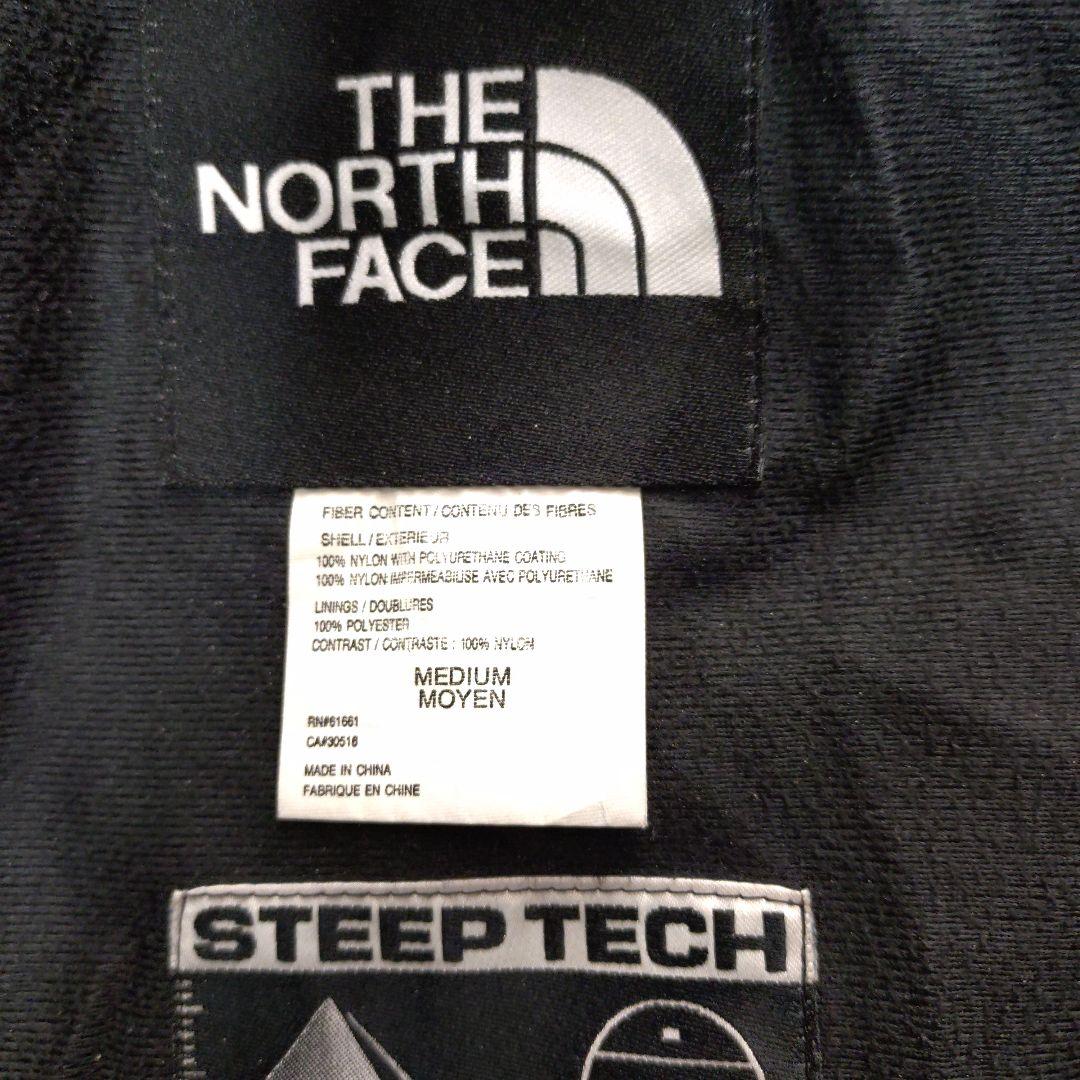 THE
NORTH
FACE
FIBER CONTENT / CONTENU DES FIBRES
SHELL / EXTERIEUR
100% NYLON WITH POLYURETHANE COATING
100% NYLON IMPERMEABILISE AVEC POLYURETHANE
LININGS / DOUBLURES
100% POLYESTER
CONTRAST / CONTRASTE : 100% NYLON
MEDIUM
MOYEN
RN#61661
CA#30516
MADE IN CHINA
FABRIQUE EN CHINE
STEEP TECH